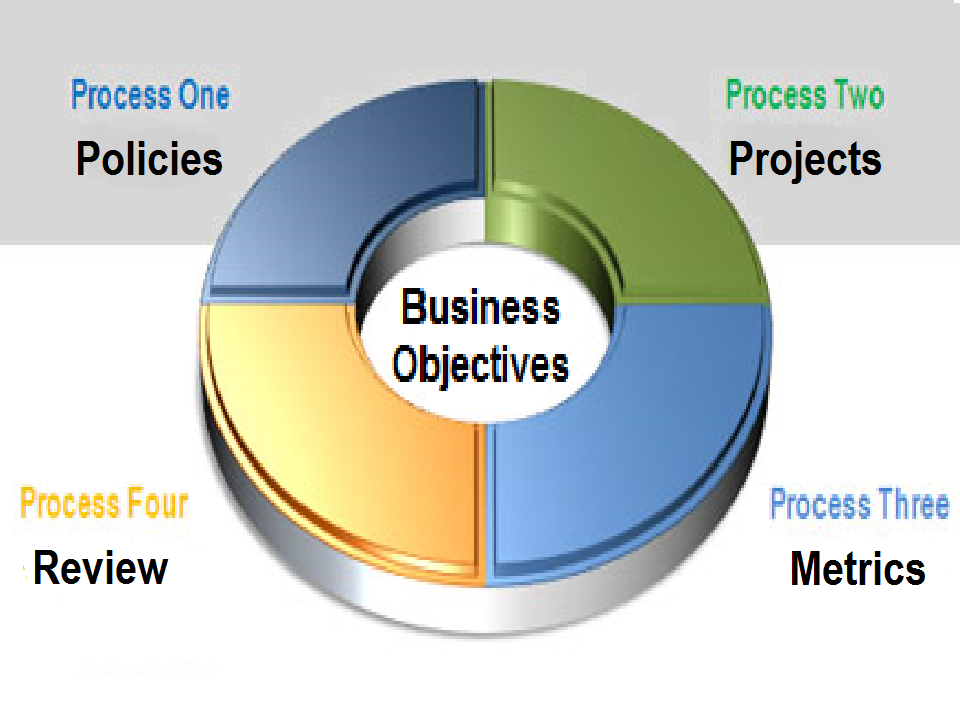 Process One
Policies
Process Two
Projects
Business
Objectives
Process Four
Review
Process Three
Metrics